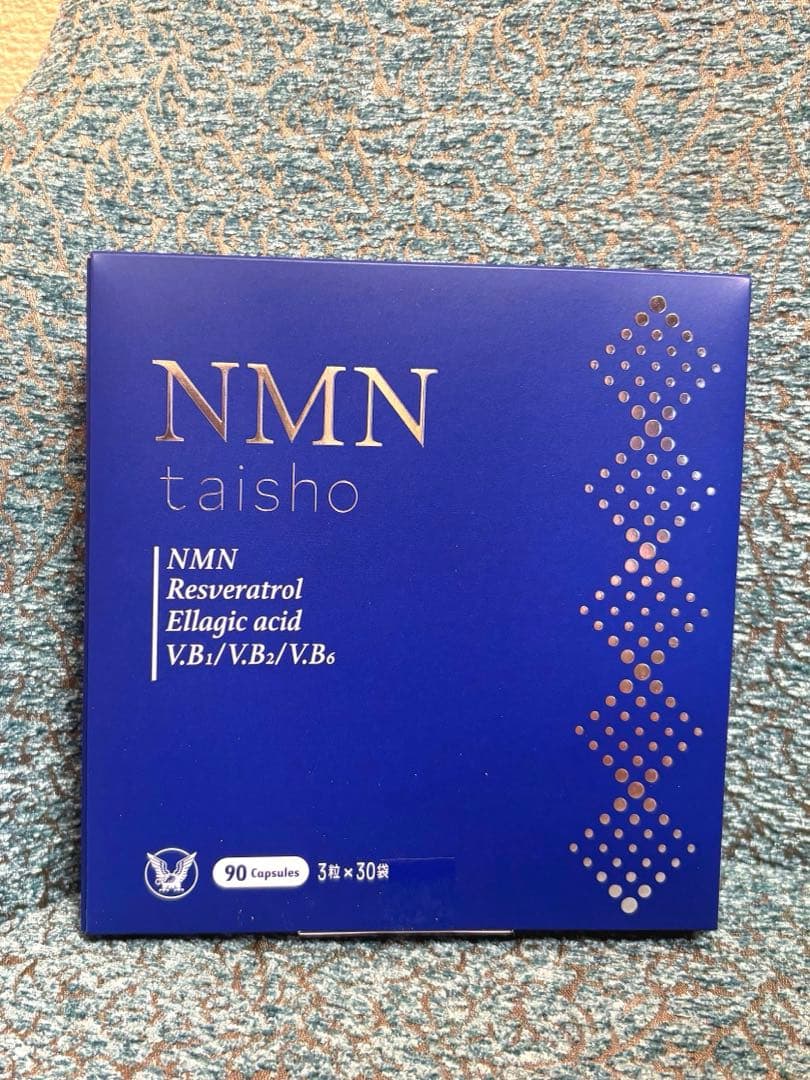 NMN
taisho
NMN
Resveratrol
Ellagic acid
V.B₁/V.B₂/V.B₆
90 Capsules 3粒×30袋